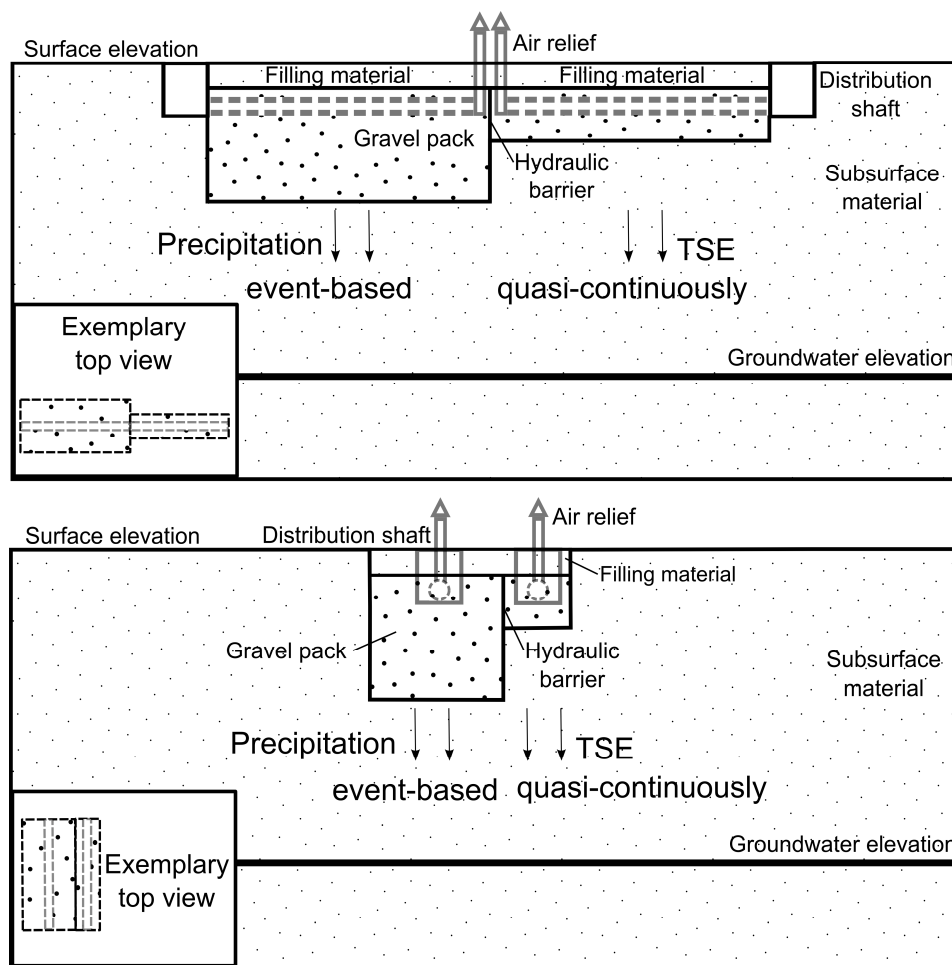 Surface elevation
Air relief
Filling material
Filling material
Distribution
shaft
Gravel pack
Hydraulic
barrier
Subsurface
material
Precipitation
TSE
event-based
quasi-continuously
Exemplary
top view
Groundwater elevation
Surface elevation
Distribution shaft
Air relief
Filling material
Gravel pack
Hydraulic
barrier
Subsurface
material
Precipitation
TSE
event-based
quasi-continuously
Exemplary
top view
Groundwater elevation